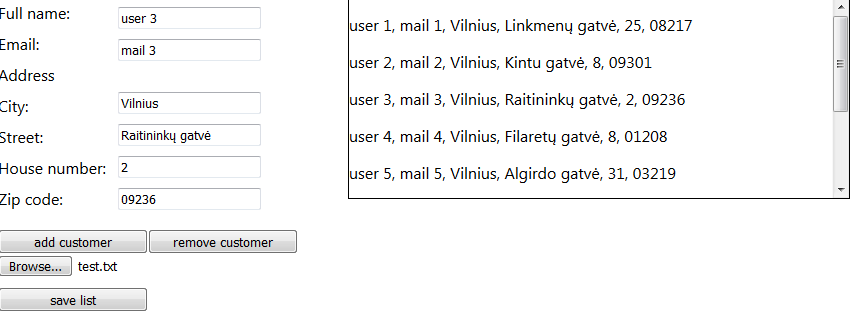 Full name: user 3
Email: mail 3
Address
City: Vilnius
Street: Raitininkų gatvė
House number: 2
Zip code: 09236
add customer remove customer
Browse... test.txt
save list
user 1, mail 1, Vilnius, Linkmenų gatvė, 25, 08217
user 2, mail 2, Vilnius, Kintu gatvė, 8, 09301
user 3, mail 3, Vilnius, Raitininkų gatvė, 2, 09236
user 4, mail 4, Vilnius, Filaretų gatvė, 8, 01208
user 5, mail 5, Vilnius, Algirdo gatvė, 31, 03219